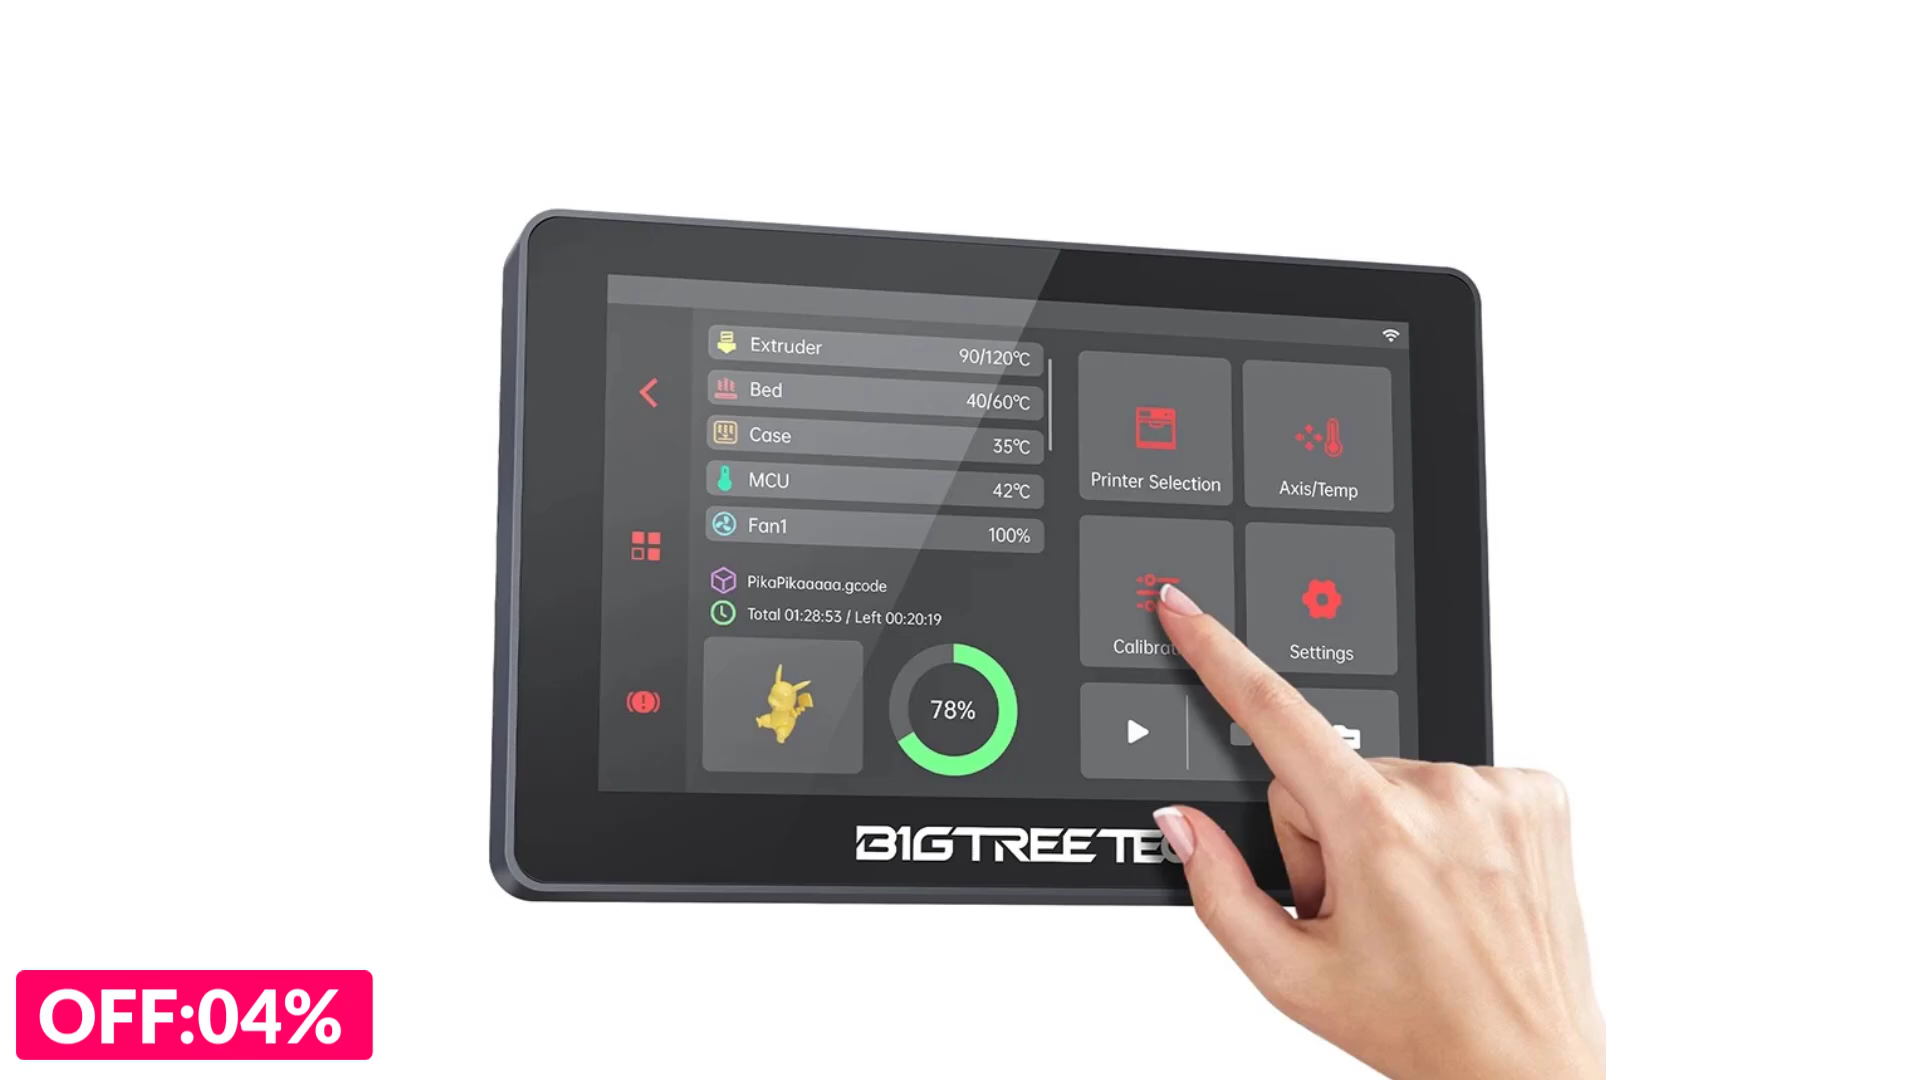 Extruder 90/120℃
Bed 40/60℃
Case 35℃
MCU 42℃
Fan1 100%
PikaPikaaaaa.gcode
Total 01:28:53 / Left 00:20:19
78%
Printer Selection
Axis/Temp
Settings
OFF:04%